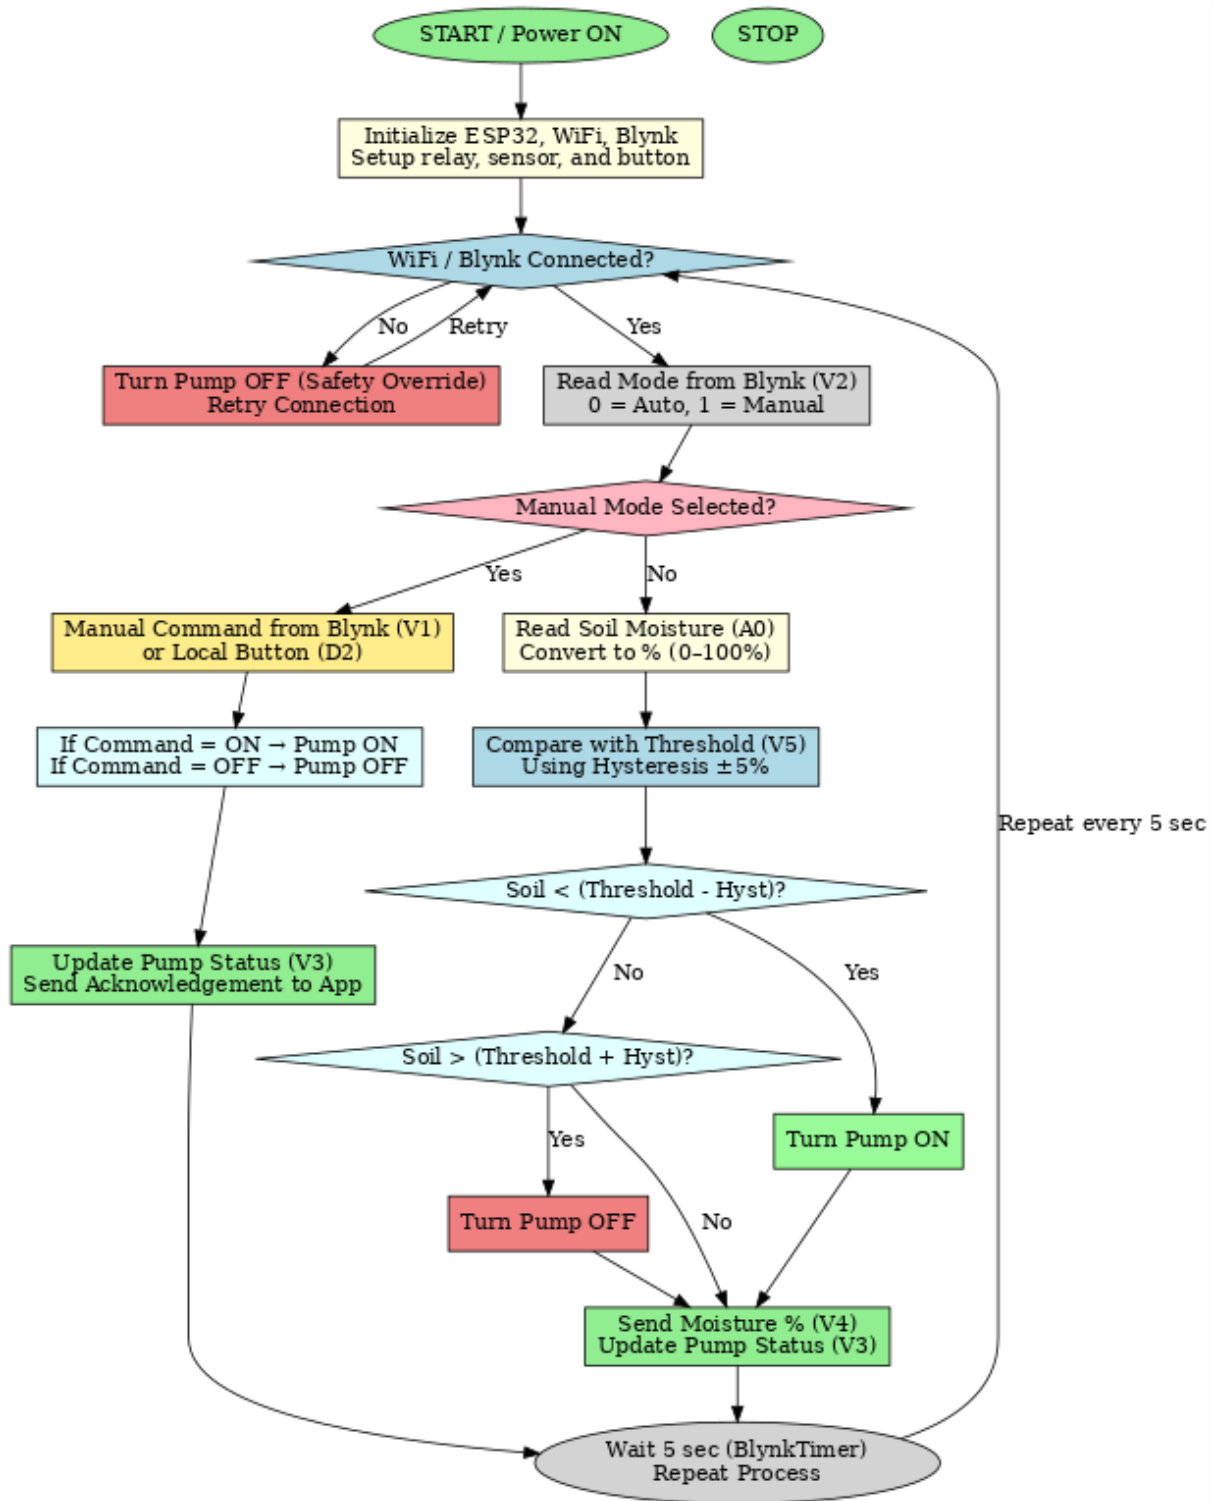 START / Power ON
STOP
Initialize ESP32, WiFi, Blynk
Setup relay, sensor, and button
WiFi / Blynk Connected?
No
Retry
Yes
Turn Pump OFF (Safety Override)
Retry Connection
Read Mode from Blynk (V2)
0 = Auto, 1 = Manual
Manual Mode Selected?
Yes
No
Manual Command from Blynk (V1)
or Local Button (D2)
Read Soil Moisture (A0)
Convert to % (0–100%)
If Command = ON → Pump ON
If Command = OFF → Pump OFF
Compare with Threshold (V5)
Using Hysteresis ±5%
Repeat every 5 sec
Soil < (Threshold - Hyst)?
Update Pump Status (V3)
Send Acknowledgement to App
No
Yes
Soil > (Threshold + Hyst)?
Yes
Turn Pump ON
Turn Pump OFF
No
Send Moisture % (V4)
Update Pump Status (V3)
Wait 5 sec (BlynkTimer)
Repeat Process